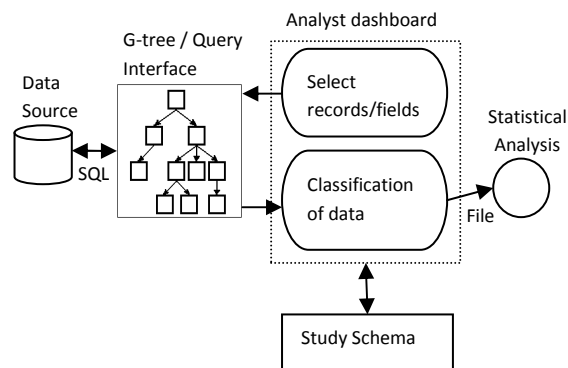 Analyst dashboard
G-tree / Query
Interface
Data
Source
SQL
Select
records/fields
Classification
of data
Statistical
Analysis
File
Study Schema